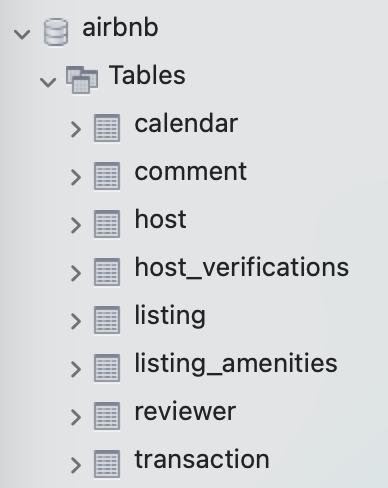 airbnb
Tables
calendar
comment
host
host_verifications
listing
listing_amenities
reviewer
transaction